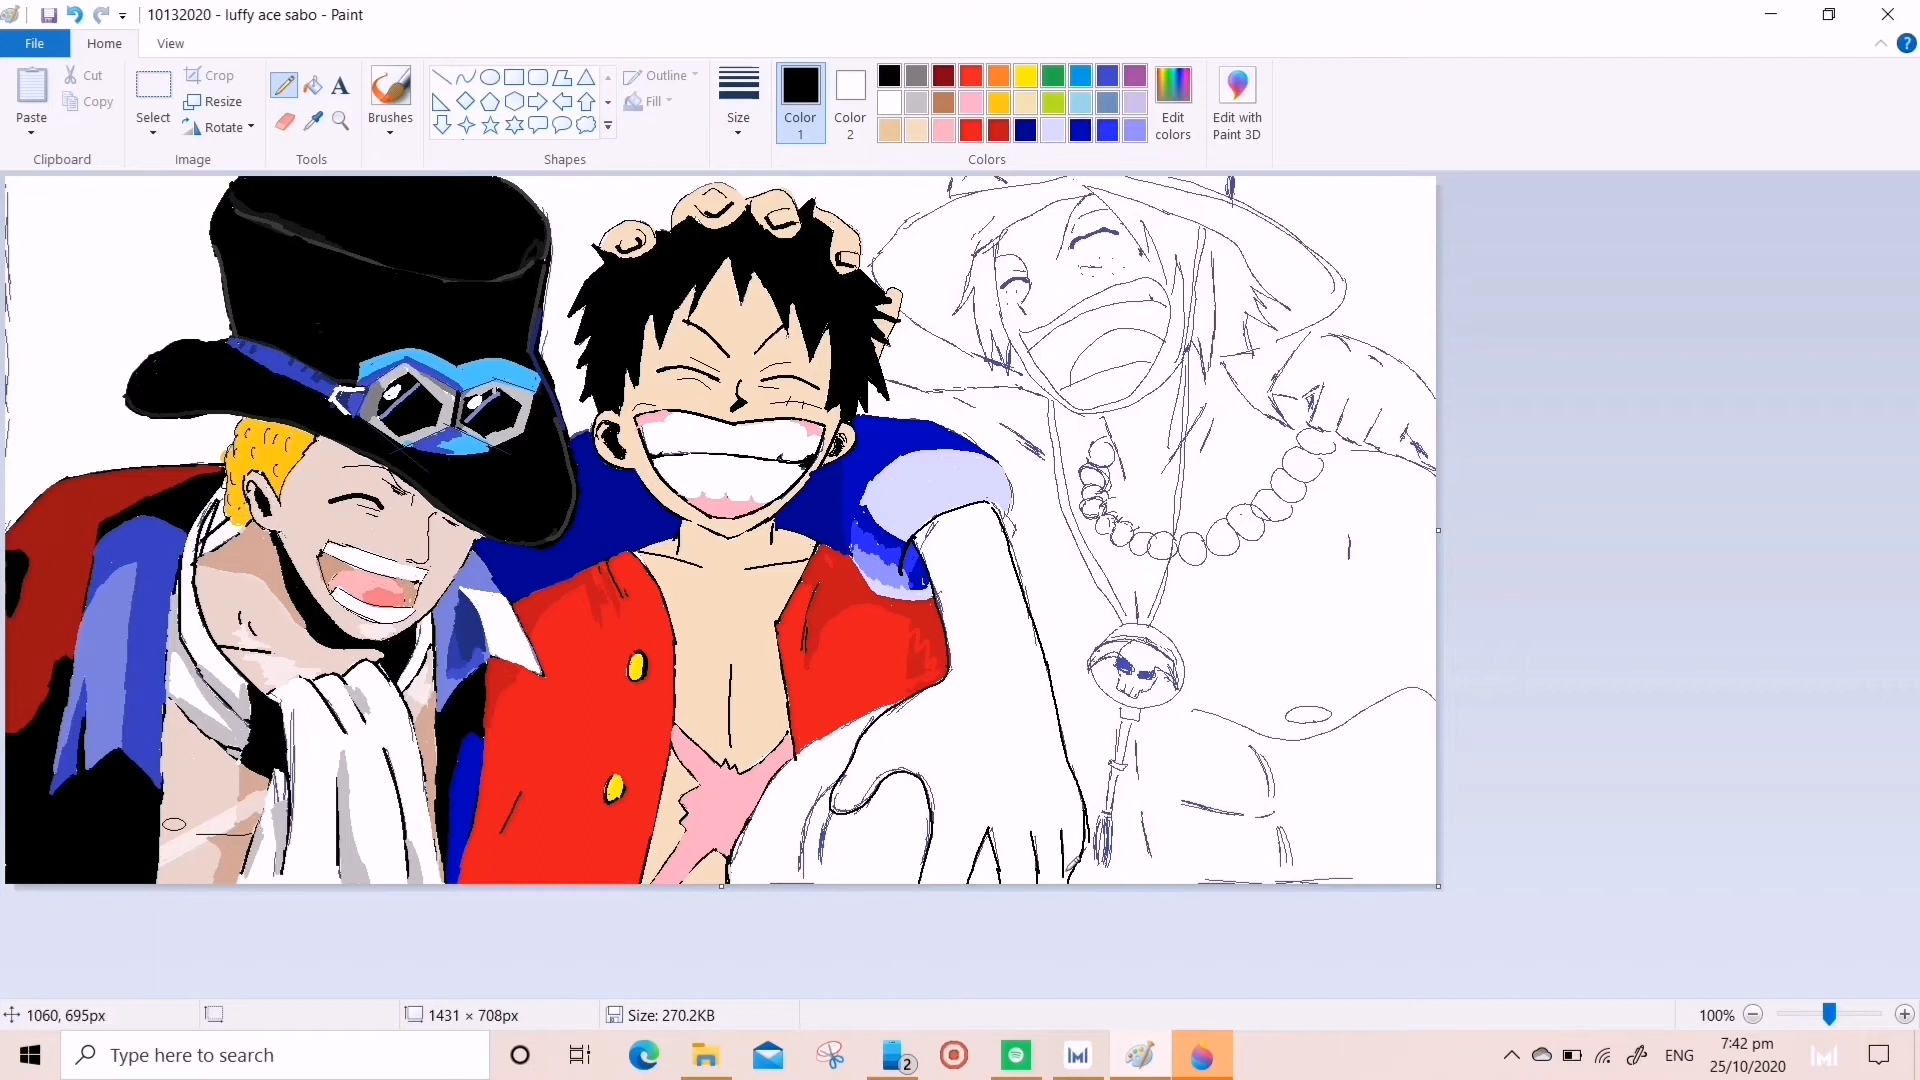 10132020 - luffy ace sabo - Paint
File Home View
Paste
Cut
Copy
Clipboard
Select
Crop
Resize
Rotate
Image
A
Tools
Brushes
Shapes
Outline
Fill
Size
Color 1
Color 2
Edit colors
Colors
Edit with Paint 3D
?
1060, 695px
1431 × 708px
Size: 270.2KB
100%
Type here to search
2
ENG
7:42 pm
25/10/2020